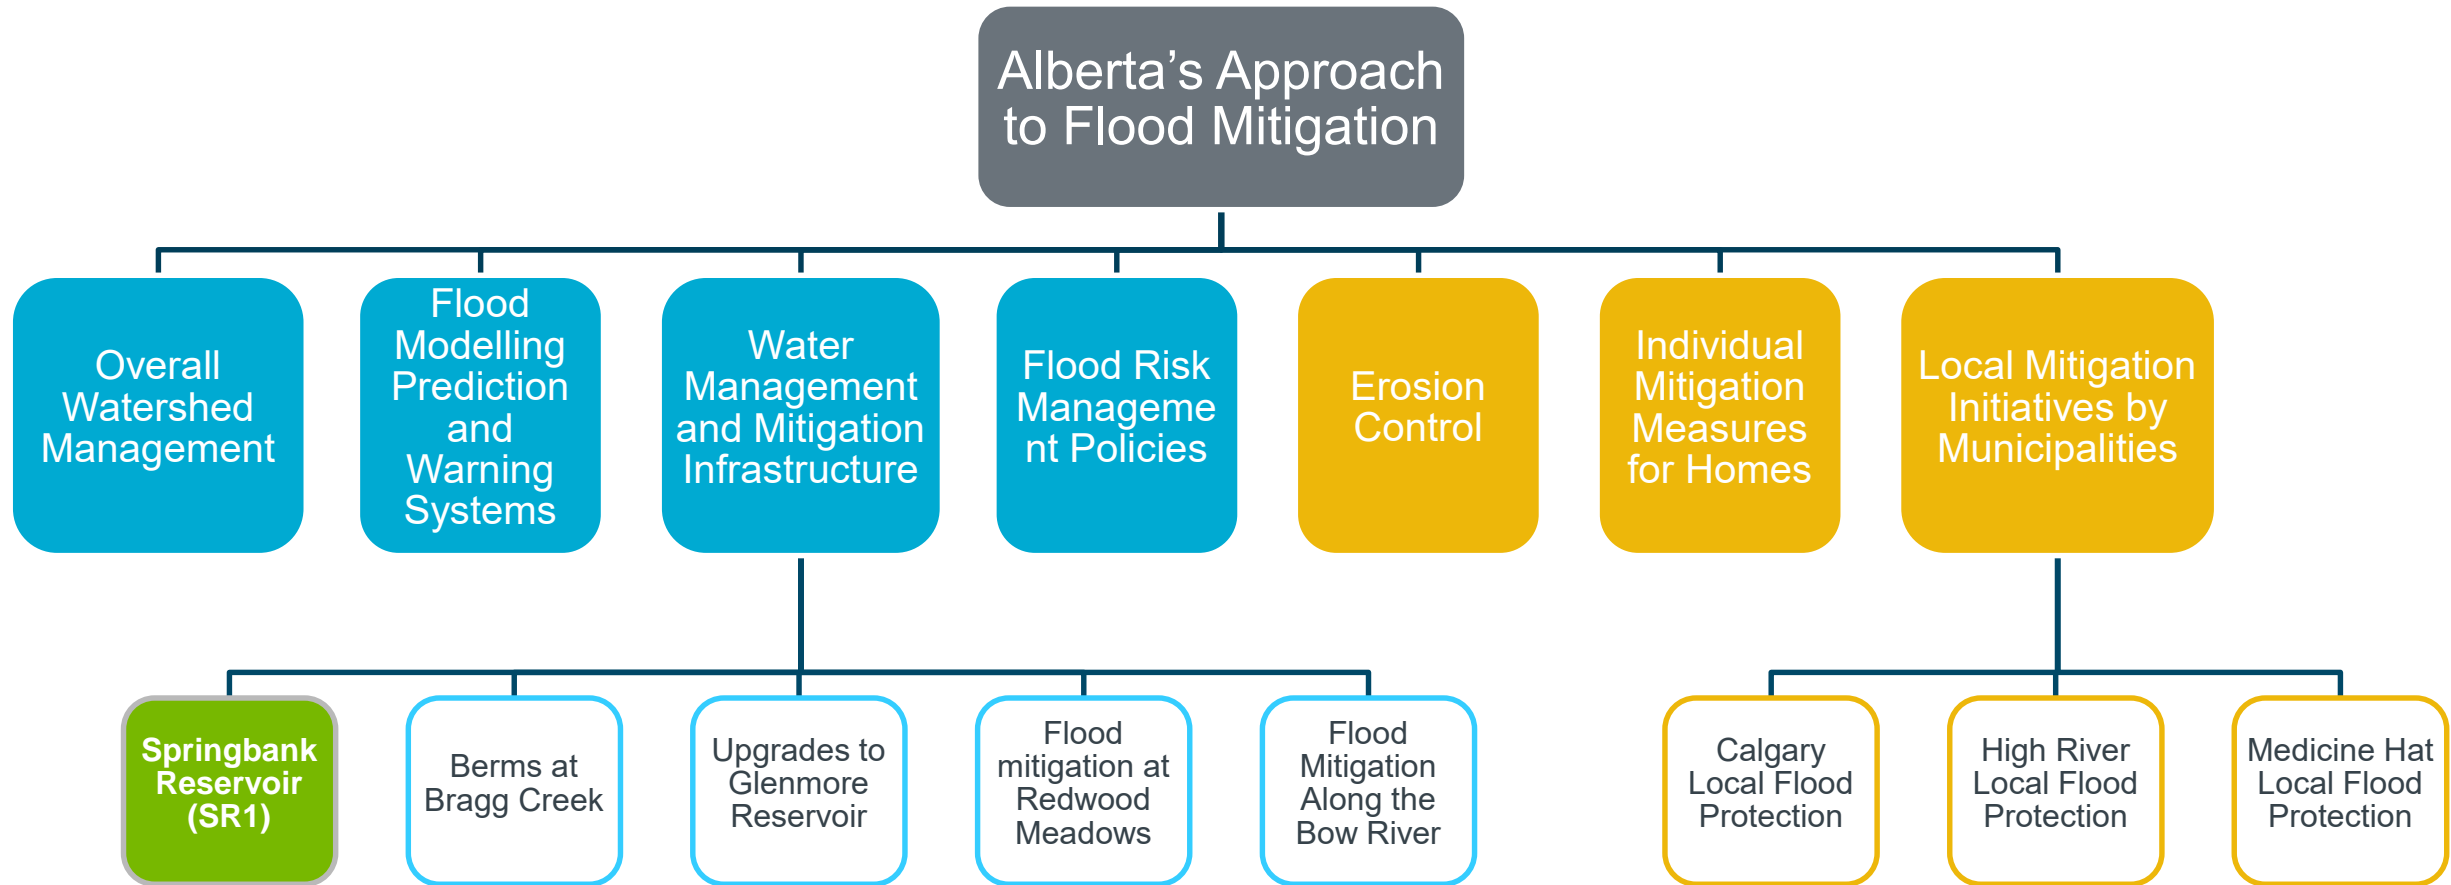 Alberta’s Approach
to Flood Mitigation
Overall
Watershed
Management
Flood
Modelling
Prediction
and
Warning
Systems
Water
Management
and Mitigation
Infrastructure
Flood Risk
Manageme
nt Policies
Erosion
Control
Individual
Mitigation
Measures
for Homes
Local Mitigation
Initiatives by
Municipalities
Springbank
Reservoir
(SR1)
Berms at
Bragg Creek
Upgrades to
Glenmore
Reservoir
Flood
mitigation at
Redwood
Meadows
Flood
Mitigation
Along the
Bow River
Calgary
Local Flood
Protection
High River
Local Flood
Protection
Medicine Hat
Local Flood
Protection